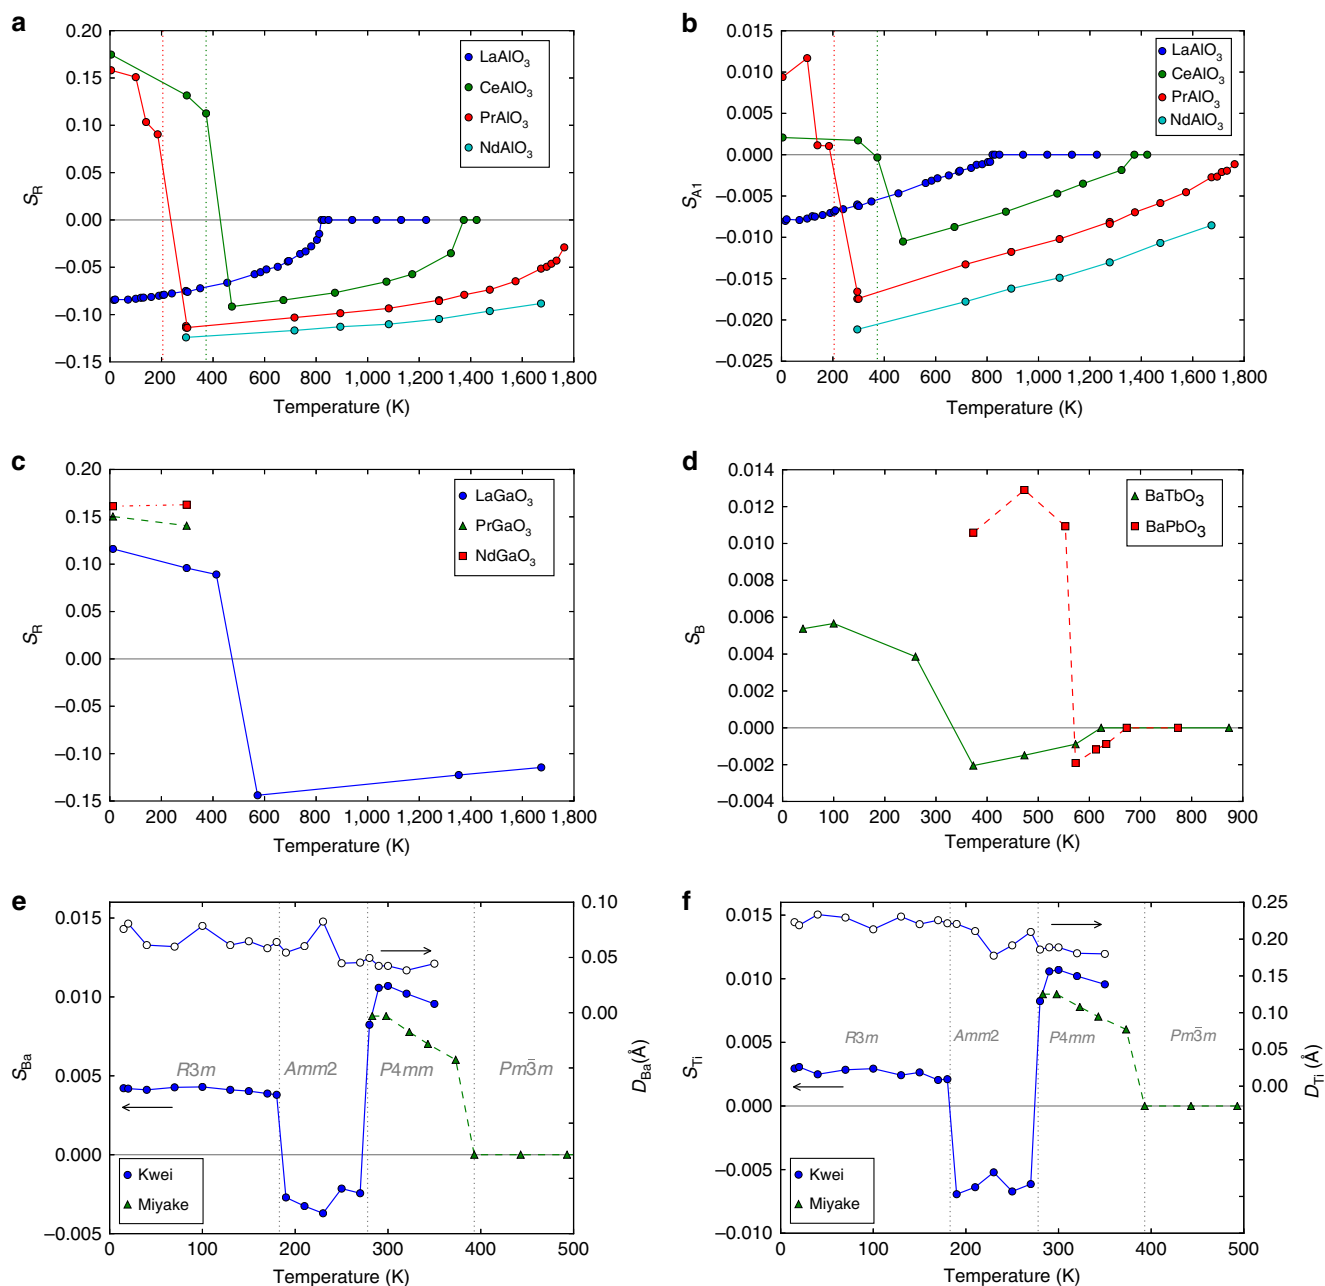 a
0.20
0.15
0.10
0.05
0.00
–0.05
–0.10
–0.15
S_R
0 200 400 600 800 1,000 1,200 1,400 1,600 1,800
Temperature (K)
LaAlO3
CeAlO3
PrAlO3
NdAlO3
b
0.015
0.010
0.005
0.000
–0.005
–0.010
–0.015
–0.020
–0.025
S_A1
0 200 400 600 800 1,000 1,200 1,400 1,600 1,800
Temperature (K)
LaAlO3
CeAlO3
PrAlO3
NdAlO3
c
0.20
0.15
0.10
0.05
0.00
–0.05
–0.10
–0.15
S_R
0 200 400 600 800 1,000 1,200 1,400 1,600 1,800
Temperature (K)
LaGaO3
PrGaO3
NdGaO3
d
0.014
0.012
0.010
0.008
0.006
0.004
0.002
0.000
–0.002
–0.004
S_B
0 100 200 300 400 500 600 700 800 900
Temperature (K)
BaTbO3
BaPbO3
e
0.015
0.010
0.005
0.000
–0.005
S_Ba
0.10
0.05
0.00
D_Ba(Å)
R3m Amm2 P4mm Pm3̄m
Kwei
Miyake
0 100 200 300 400 500
Temperature (K)
f
0.015
0.010
0.005
0.000
–0.005
–0.010
S_Ti
0.25
0.20
0.15
0.10
0.05
0.00
D_Ti (Å)
R3m Amm2 P4mm Pm3̄m
Kwei
Miyake
0 100 200 300 400 500
Temperature (K)